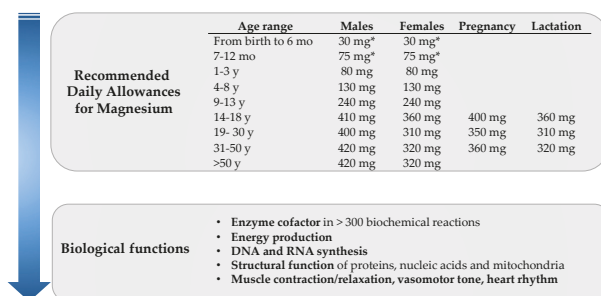 Age range Males Females Pregnancy Lactation
From birth to 6 mo 30 mg* 30 mg*
7-12 mo 75 mg* 75 mg*
1-3 y 80 mg 80 mg
4-8 y 130 mg 130 mg
9-13 y 240 mg 240 mg
14-18 y 410 mg 360 mg 400 mg 360 mg
19- 30 y 400 mg 310 mg 350 mg 310 mg
31-50 y 420 mg 320 mg 360 mg 320 mg
>50 y 420 mg 320 mg
Recommended
Daily Allowances
for Magnesium
Biological functions
• Enzyme cofactor in > 300 biochemical reactions
• Energy production
• DNA and RNA synthesis
• Structural function of proteins, nucleic acids and mitochondria
• Muscle contraction/relaxation, vasomotor tone, heart rhythm